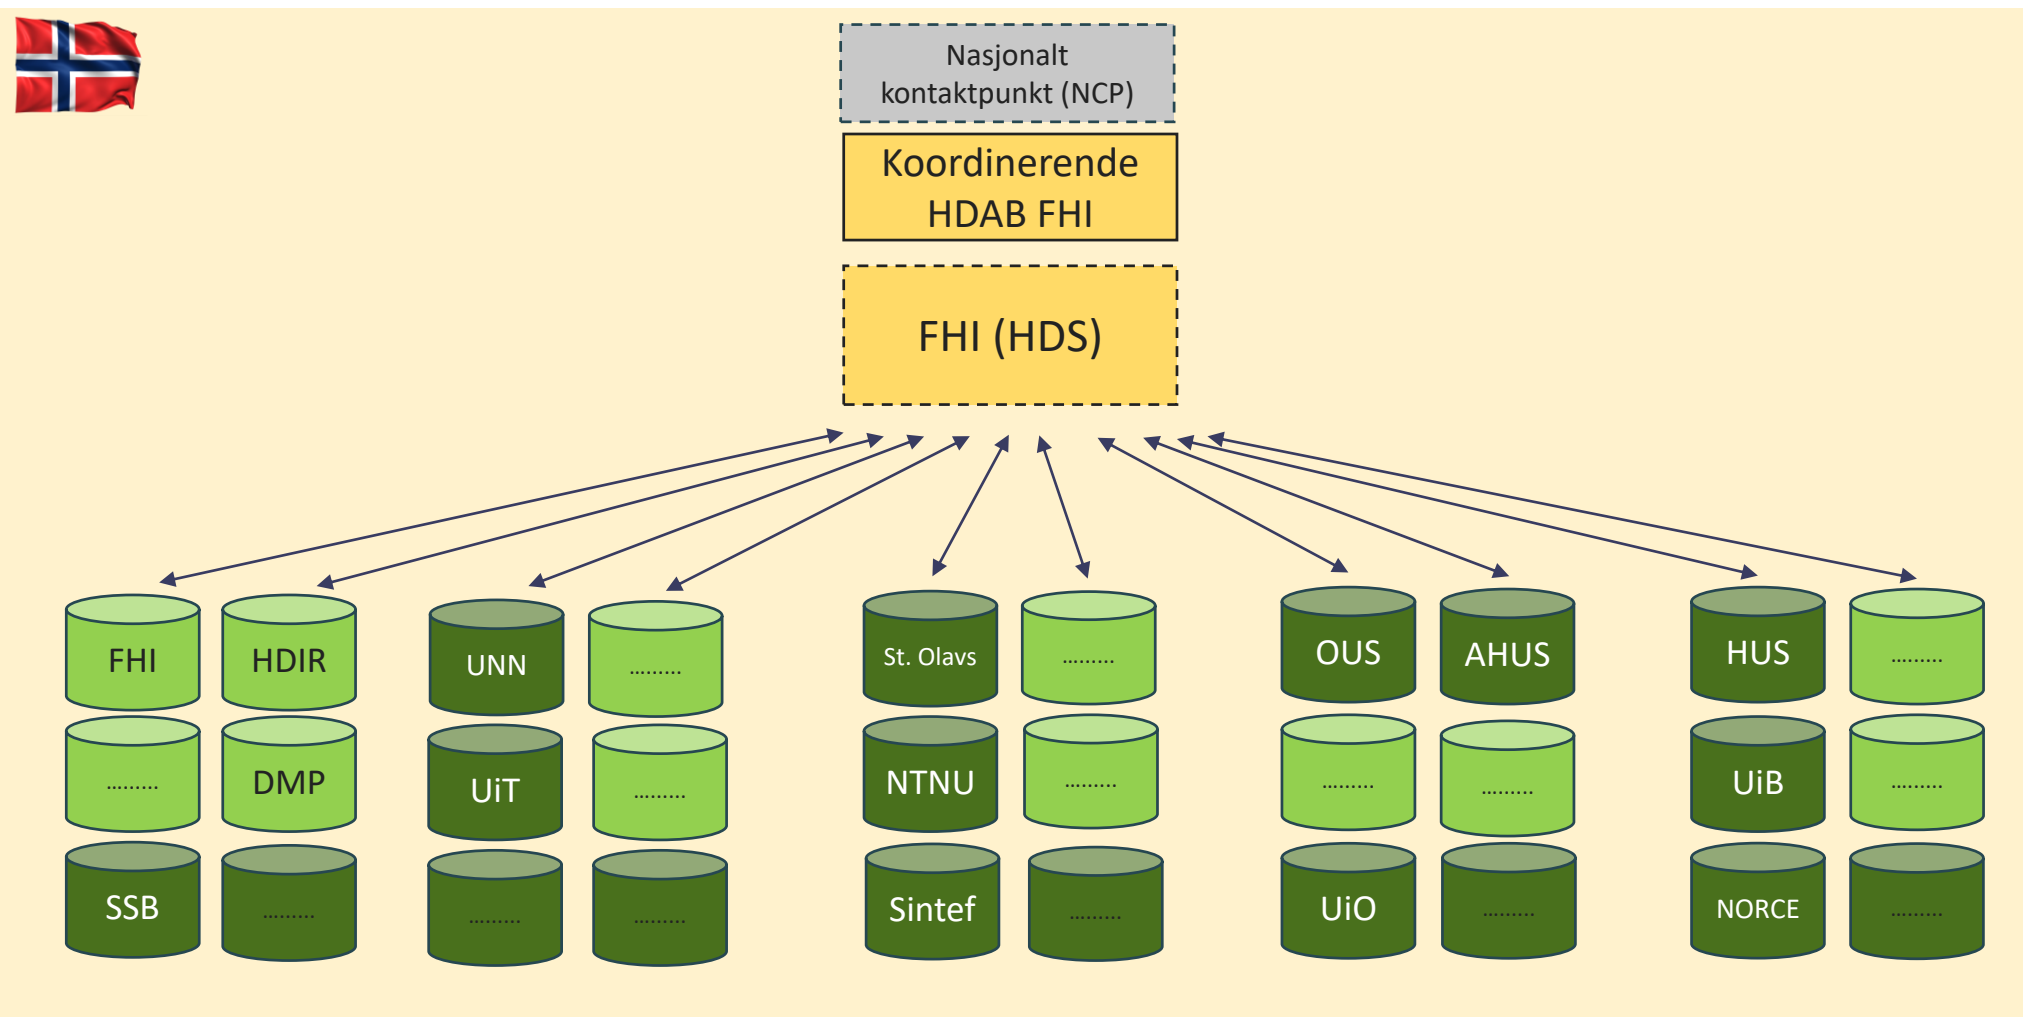 Nasjonalt
kontaktpunkt (NCP)
Koordinerende
HDAB FHI
FHI (HDS)
FHI
HDIR
UNN
.........
St. Olavs
.........
OUS
AHUS
HUS
.........
.........
DMP
UiT
.........
NTNU
.........
.........
.........
UiB
.........
SSB
.........
.........
.........
Sintef
.........
UiO
.........
NORCE
.........